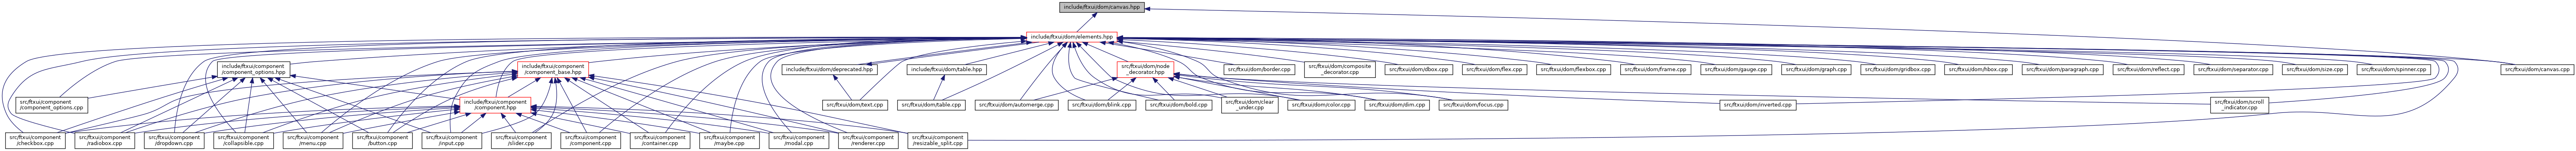 include/ftxui/dom/canvas.hpp
include/ftxui/dom/elements.hpp
include/ftxui/component
/component_options.hpp
include/ftxui/component
/component_base.hpp
include/ftxui/dom/deprecated.hpp
include/ftxui/dom/table.hpp
src/ftxui/dom/node
_decorator.hpp
src/ftxui/dom/border.cpp
src/ftxui/dom/composite
_decorator.cpp
src/ftxui/dom/dbox.cpp
src/ftxui/dom/flex.cpp
src/ftxui/dom/flexbox.cpp
src/ftxui/dom/frame.cpp
src/ftxui/dom/gauge.cpp
src/ftxui/dom/graph.cpp
src/ftxui/dom/gridbox.cpp
src/ftxui/dom/hbox.cpp
src/ftxui/dom/paragraph.cpp
src/ftxui/dom/reflect.cpp
src/ftxui/dom/separator.cpp
src/ftxui/dom/size.cpp
src/ftxui/dom/spinner.cpp
src/ftxui/dom/canvas.cpp
src/ftxui/component
/component_options.cpp
include/ftxui/component
/component.hpp
src/ftxui/dom/text.cpp
src/ftxui/dom/table.cpp
src/ftxui/dom/automerge.cpp
src/ftxui/dom/blink.cpp
src/ftxui/dom/bold.cpp
src/ftxui/dom/clear
_under.cpp
src/ftxui/dom/color.cpp
src/ftxui/dom/dim.cpp
src/ftxui/dom/focus.cpp
src/ftxui/dom/inverted.cpp
src/ftxui/dom/scroll
_indicator.cpp
src/ftxui/component
/checkbox.cpp
src/ftxui/component
/radiobox.cpp
src/ftxui/component
/dropdown.cpp
src/ftxui/component
/collapsible.cpp
src/ftxui/component
/menu.cpp
src/ftxui/component
/button.cpp
src/ftxui/component
/input.cpp
src/ftxui/component
/slider.cpp
src/ftxui/component
/component.cpp
src/ftxui/component
/container.cpp
src/ftxui/component
/maybe.cpp
src/ftxui/component
/modal.cpp
src/ftxui/component
/renderer.cpp
src/ftxui/component
/resizable_split.cpp